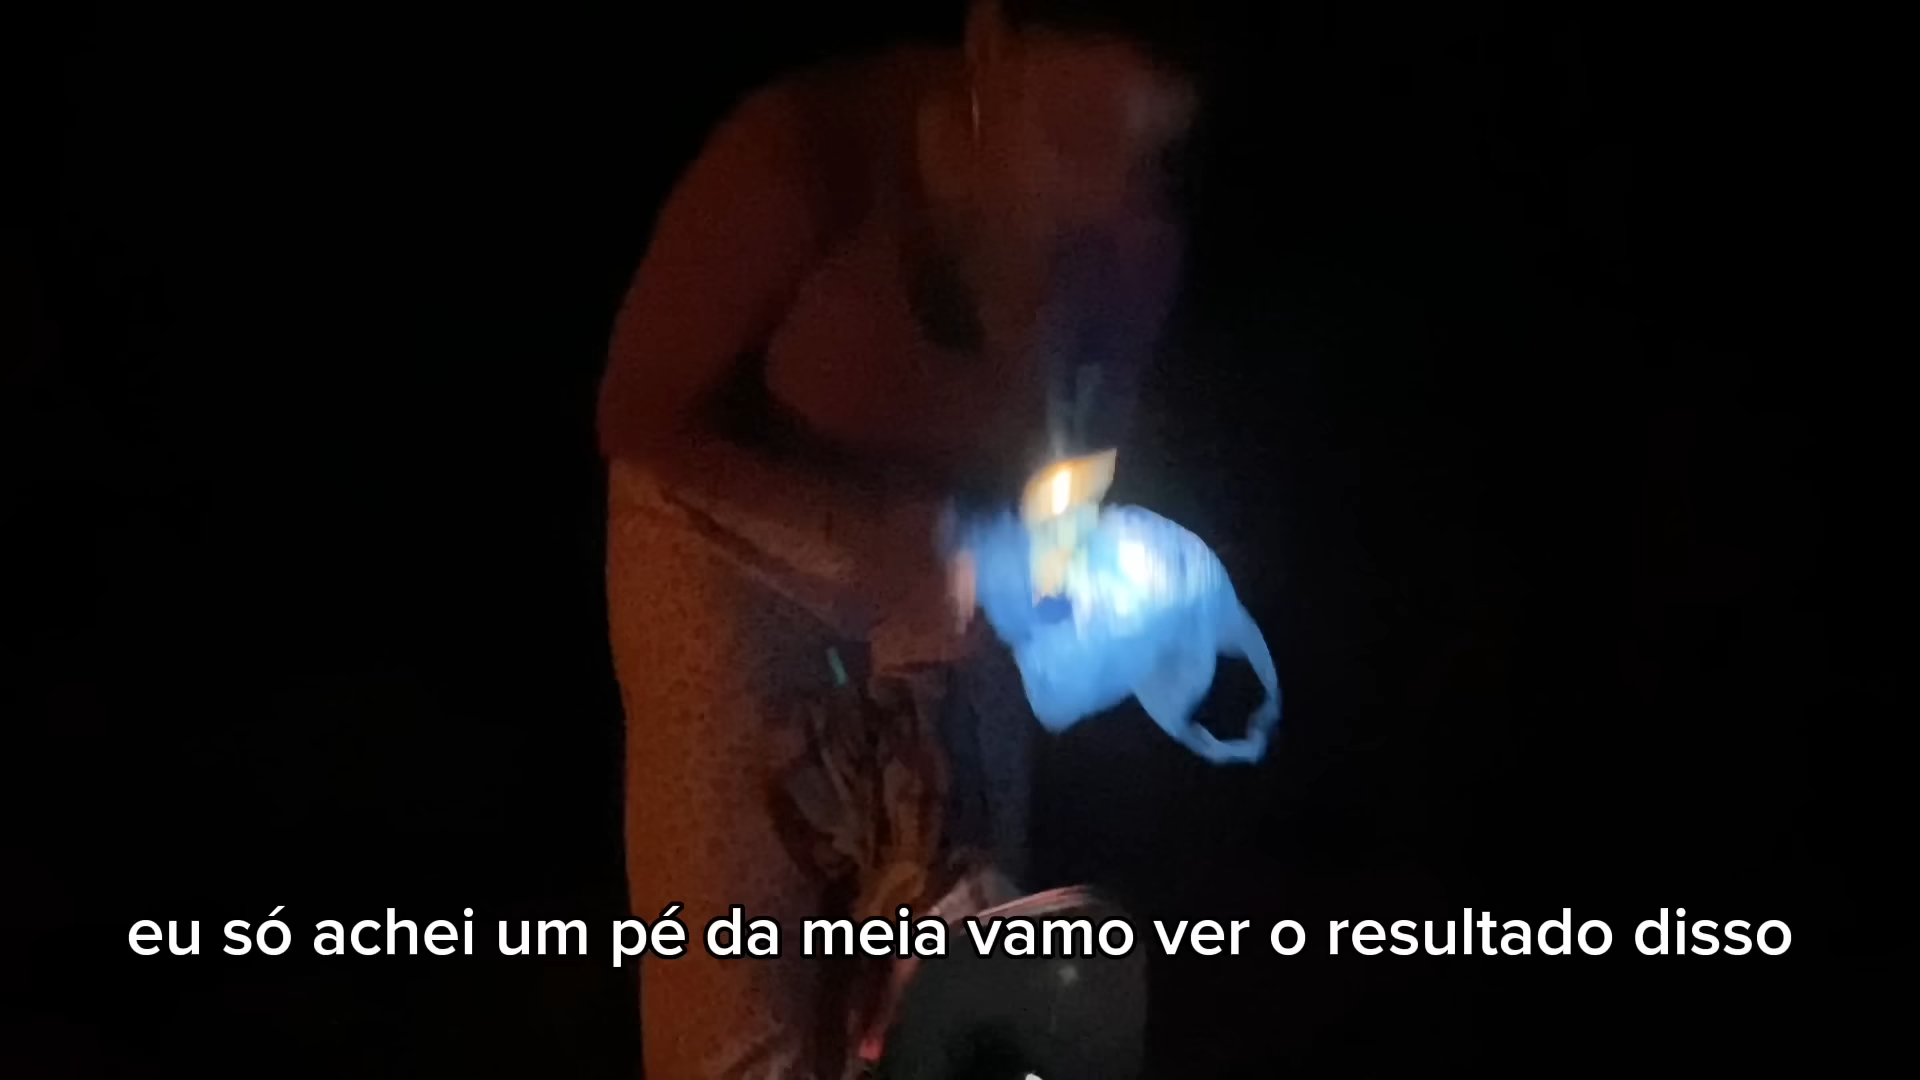 eu só achei um pé da meia vamo ver o resultado disso